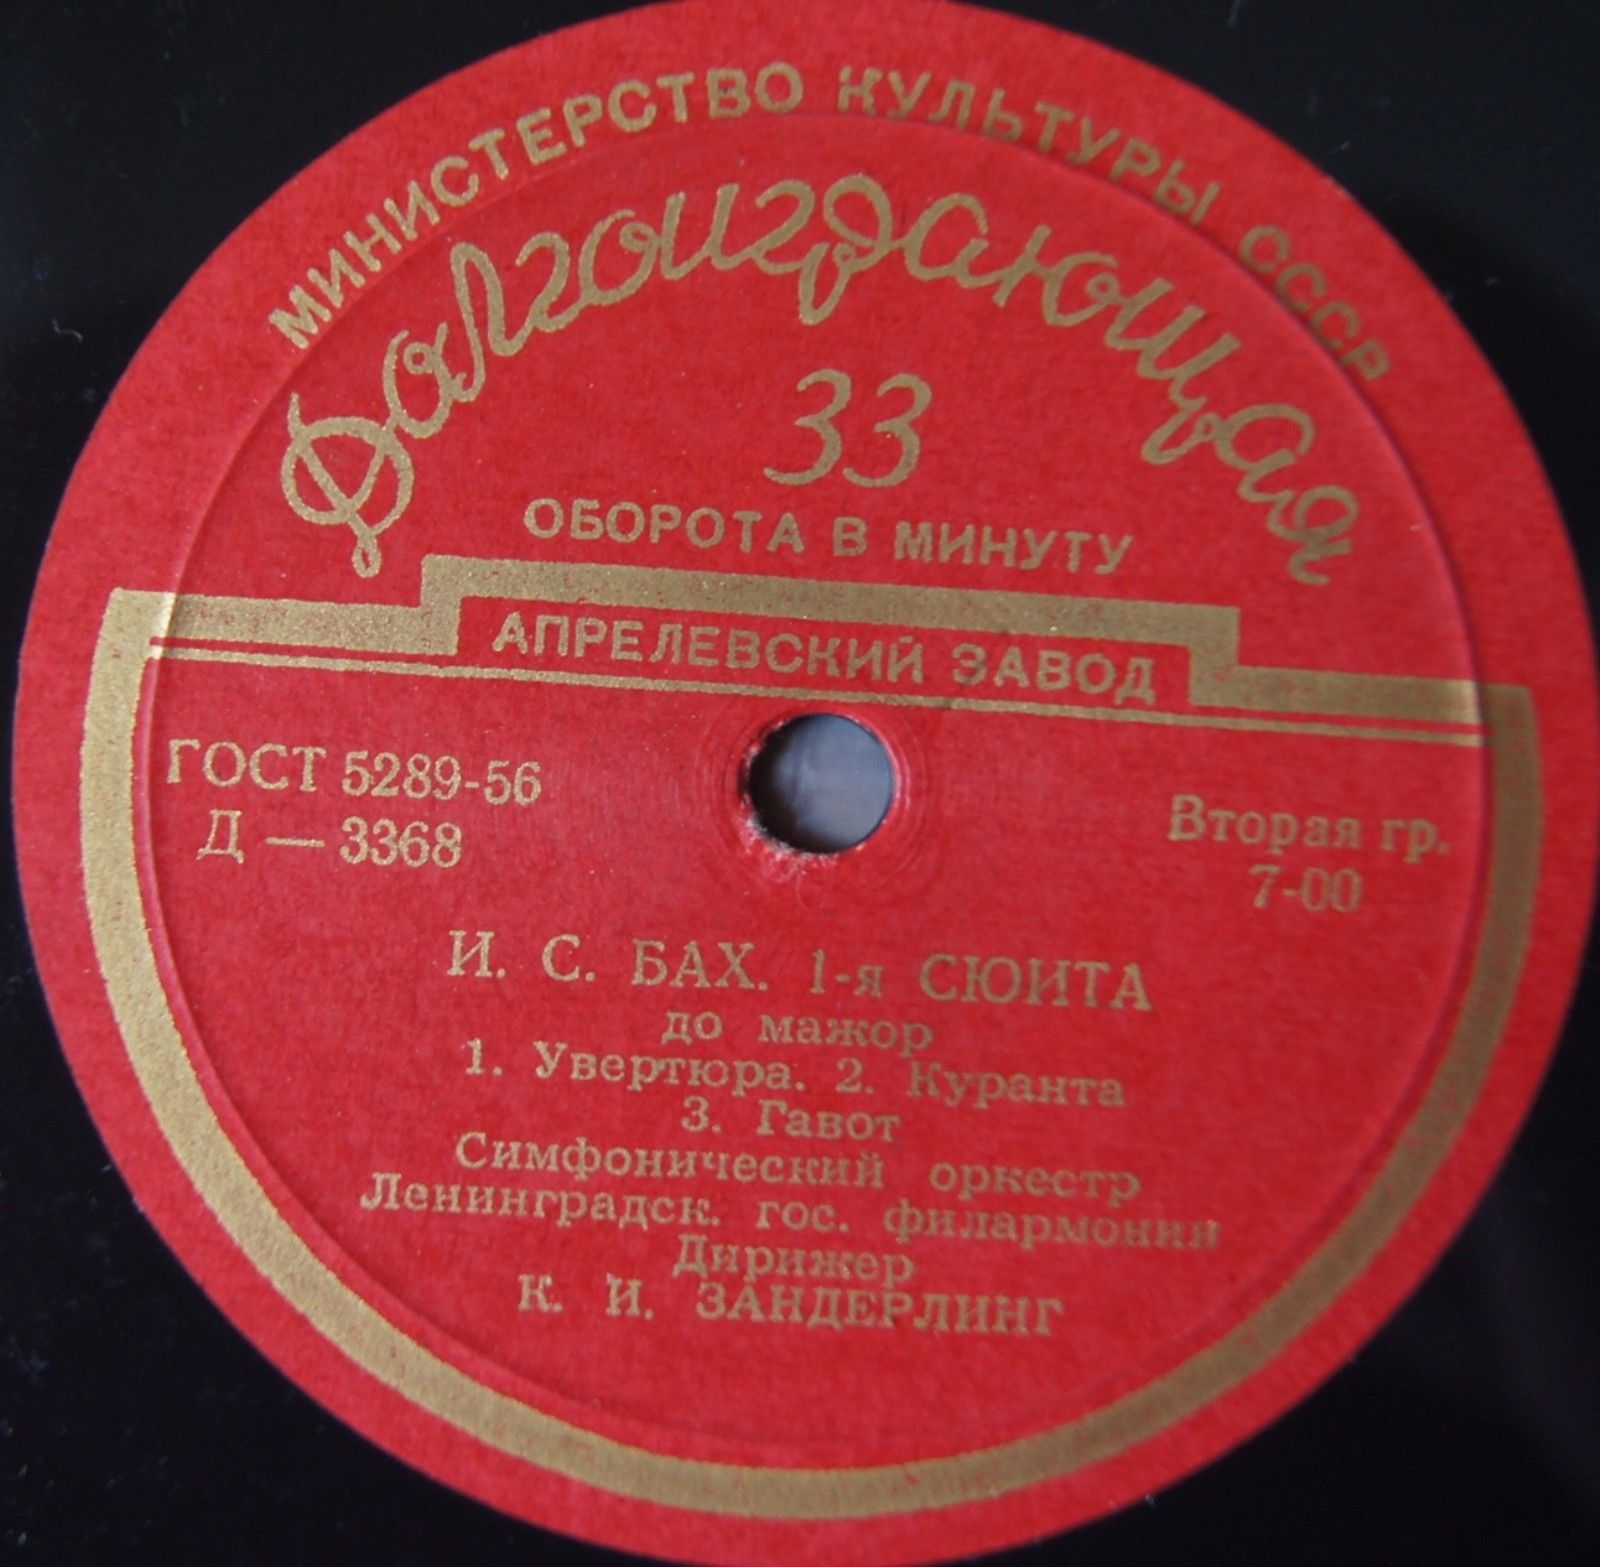 МИНИСТЕРСТВО КУЛЬТУРЫ СССР
Долгоиграющая
33
ОБОРОТА В МИНУТУ
АПРЕЛЕВСКИЙ ЗАВОД
ГОСТ 5289-56
Д — 3368
Вторая гр.
7-00
И. С. БАХ. 1-я СЮИТА
до мажор
1. Увертюра. 2. Куранта
3. Гавот
Симфонический оркестр
Ленинградск. гос. филармонии
Дирижер
К. И. ЗАНДЕРЛИНГ